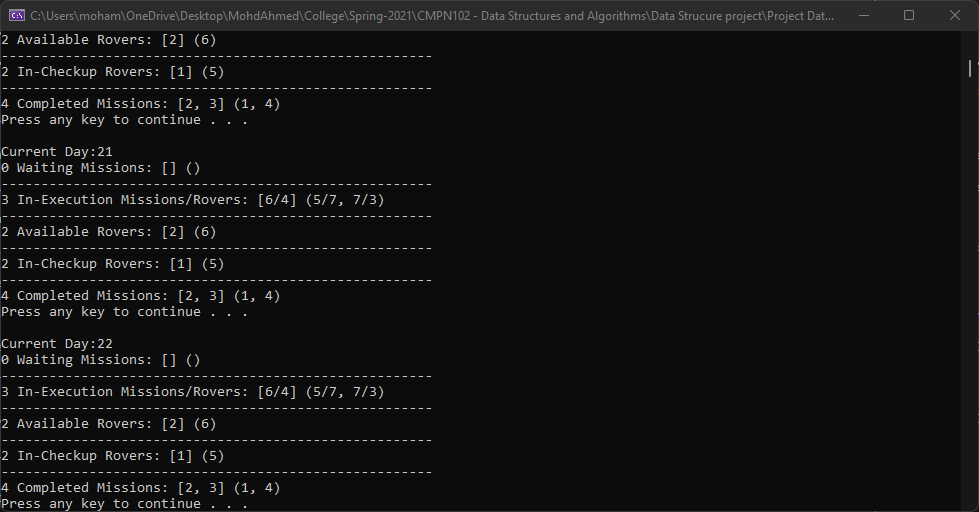 C:\Users\moham\OneDrive\Desktop\MohdAhmed\College\Spring-2021\CMPN102 - Data Structures and Algorithms\Data Strucure project\Project Dat...
2 Available Rovers: [2] (6)
------------------------------------------------------
2 In-Checkup Rovers: [1] (5)
------------------------------------------------------
4 Completed Missions: [2, 3] (1, 4)
Press any key to continue . . .
Current Day:21
0 Waiting Missions: [] ()
------------------------------------------------------
3 In-Execution Missions/Rovers: [6/4] (5/7, 7/3)
------------------------------------------------------
2 Available Rovers: [2] (6)
------------------------------------------------------
2 In-Checkup Rovers: [1] (5)
------------------------------------------------------
4 Completed Missions: [2, 3] (1, 4)
Press any key to continue . . .
Current Day:22
0 Waiting Missions: [] ()
------------------------------------------------------
3 In-Execution Missions/Rovers: [6/4] (5/7, 7/3)
------------------------------------------------------
2 Available Rovers: [2] (6)
------------------------------------------------------
2 In-Checkup Rovers: [1] (5)
------------------------------------------------------
4 Completed Missions: [2, 3] (1, 4)
Press any key to continue . . .